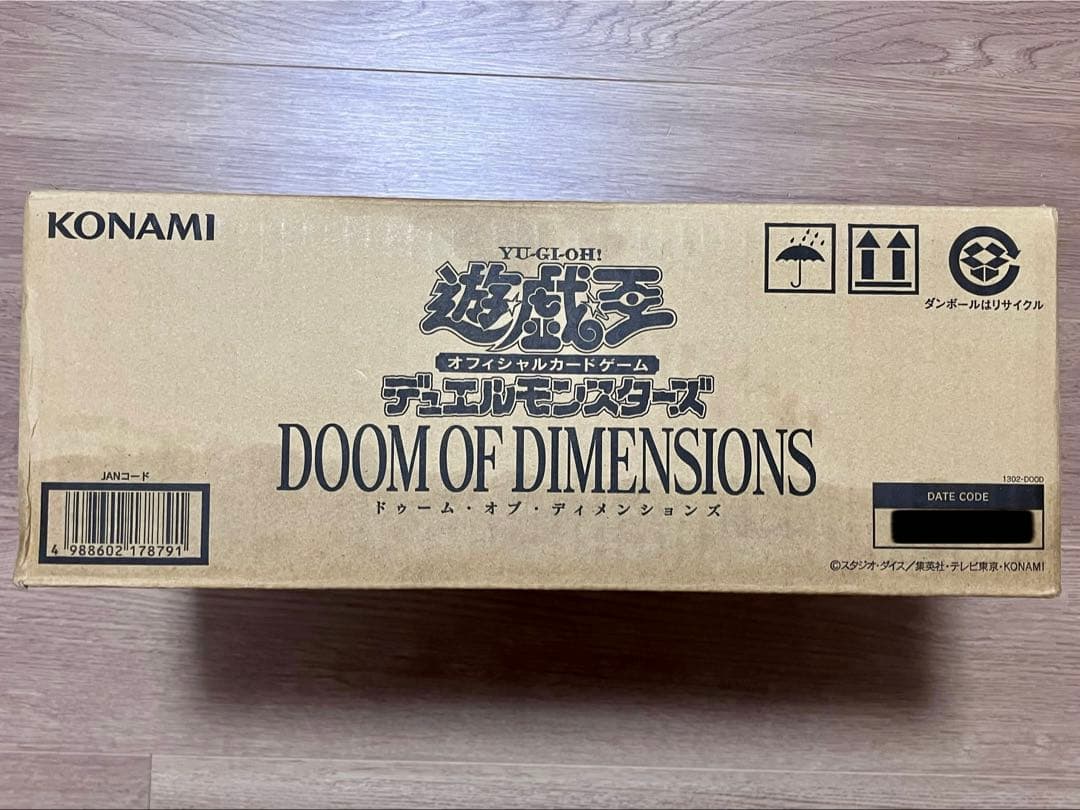 KONAMI
YU-GI-OH!
遊戯王
オフィシャルカードゲーム
デュエルモンスターズ
DOOM OF DIMENSIONS
ドゥーム・オブ・ディメンションズ
ダンボールはリサイクル
JANコード
4 988602 178791
1302-D00D
DATE CODE
©スタジオ・ダイス/集英社・テレビ東京・KONAMI